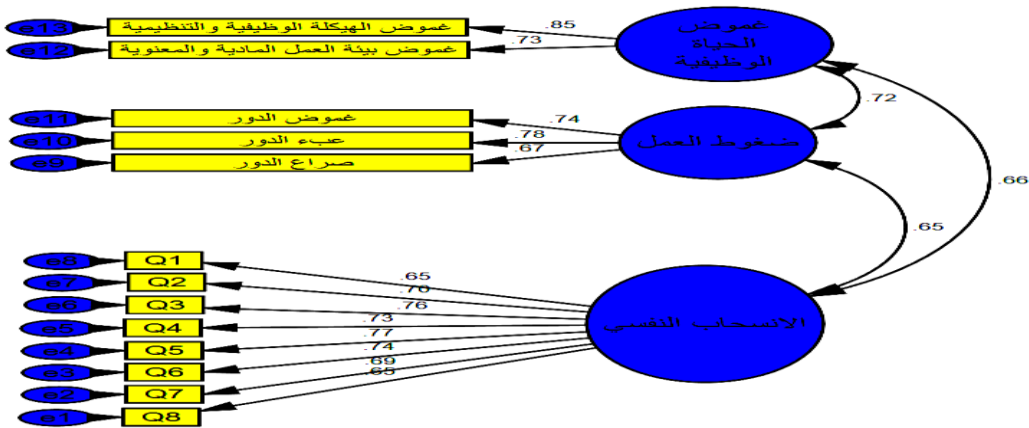 e13
غموض الهيكلة الوظيفية والتنظيمية
.85
غموض
الحياة
الوظيفية
e12
غموض بيئة العمل المادية والمعنوية
.73
.72
e11
غموض الدور
.74
e10
عبء الدور
.78
ضغوط العمل
e9
صراع الدور
.67
.66
.65
e8
Q1
.65
e7
Q2
e6
Q3
.76
e5
Q4
.73
الانسحاب النفسي
e4
Q5
.77
e3
Q6
.74
e2
Q7
.69
e1
Q8
.65